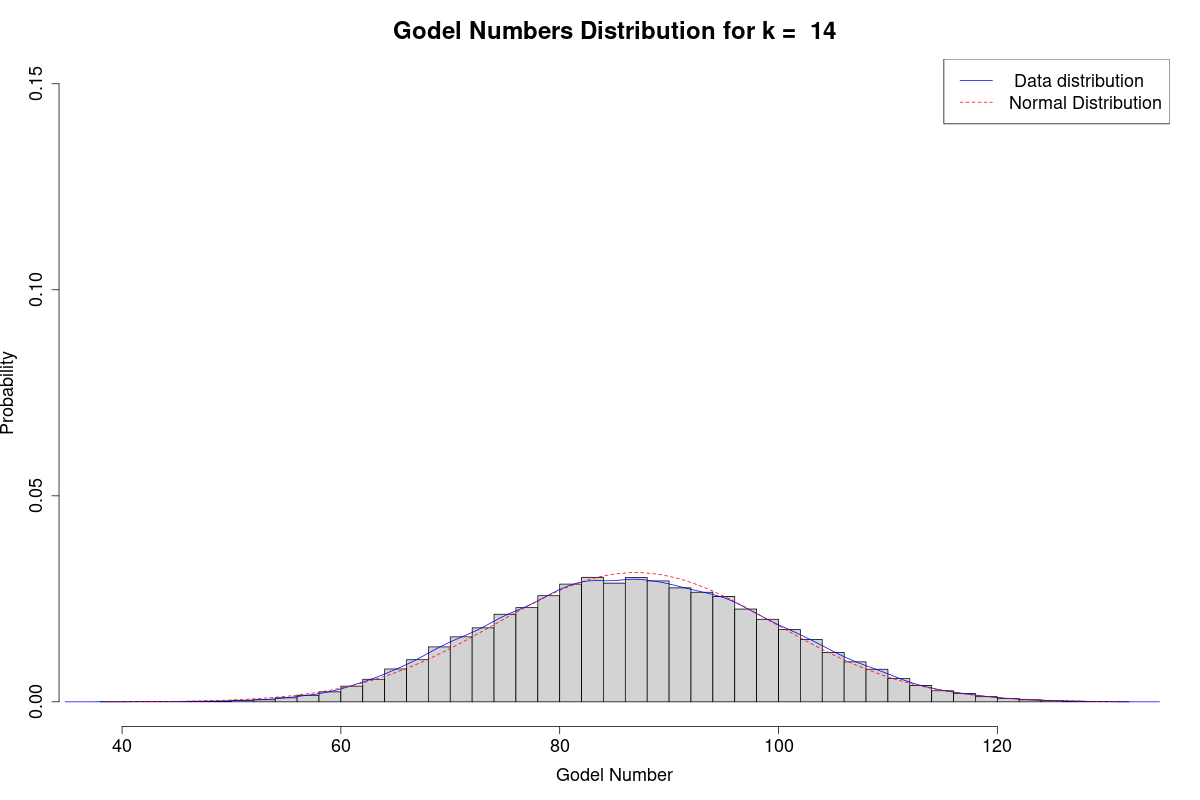 Godel Numbers Distribution for k =  14
Data distribution
Normal Distribution
Probability
0.15
0.10
0.05
0.00
40 60 80 100 120
Godel Number